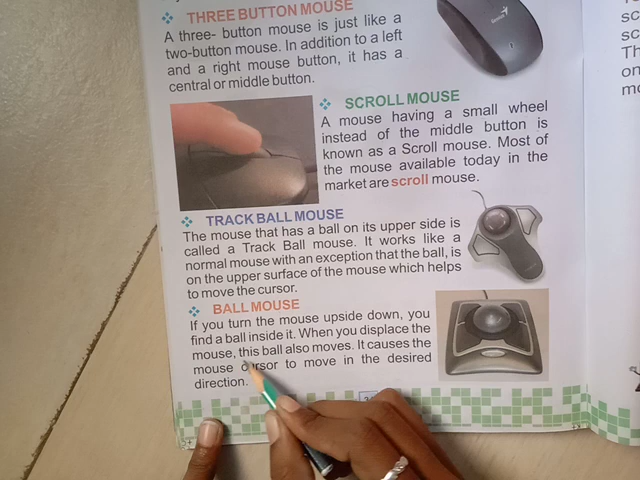 ❖ THREE BUTTON MOUSE
A three- button mouse is just like a
two-button mouse. In addition to a left
and a right mouse button, it has a
central or middle button.
Genius
❖ SCROLL MOUSE
A mouse having a small wheel
instead of the middle button is
known as a Scroll mouse. Most of
the mouse available today in the
market are scroll mouse.
❖ TRACK BALL MOUSE
The mouse that has a ball on its upper side is
called a Track Ball mouse. It works like a
normal mouse with an exception that the ball, is
on the upper surface of the mouse which helps
to move the cursor.
❖ BALL MOUSE
If you turn the mouse upside down, you
find a ball inside it. When you displace the
mouse, this ball also moves. It causes the
mouse cursor to move in the desired
direction.